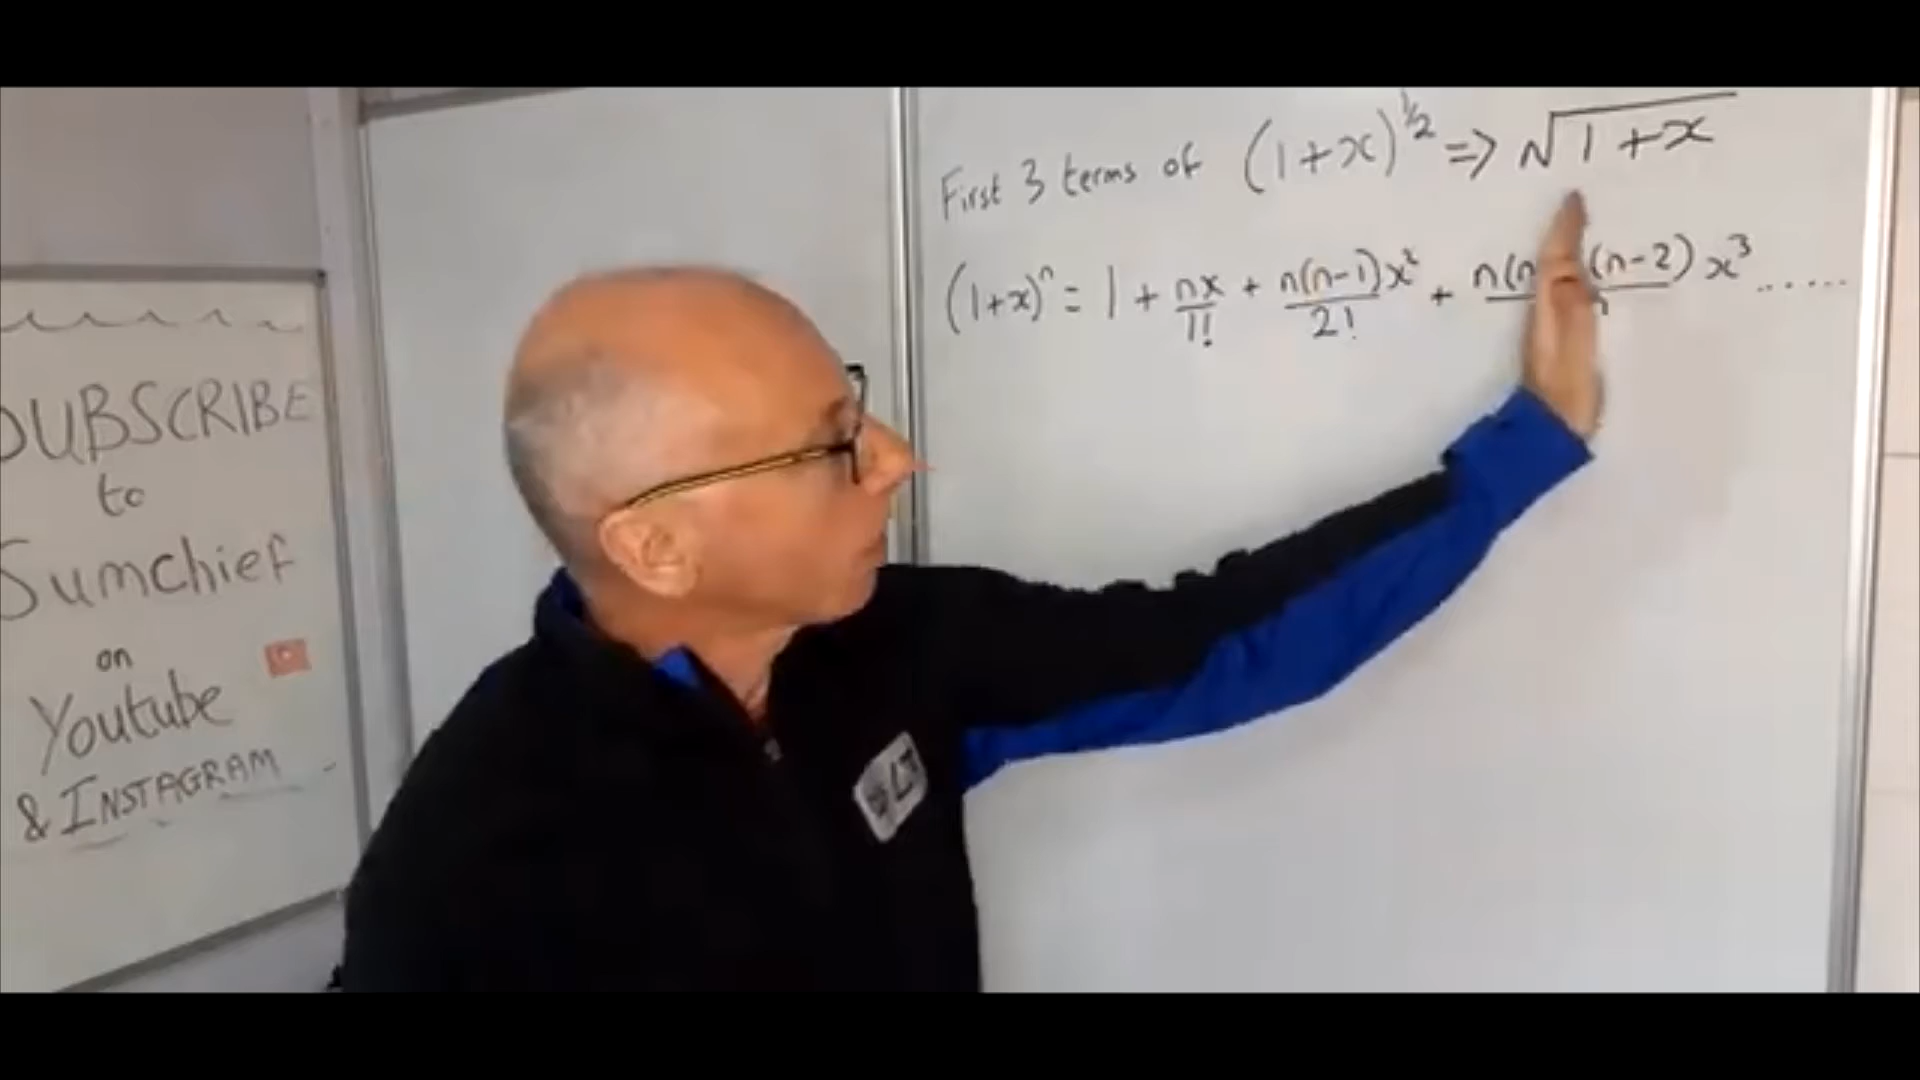 SUBSCRIBE
to
Sumchief
on
Youtube
& INSTAGRAM
First 3 terms of (1+x)^½ => √1+x
(1+x)^n = 1 + nx/1! + n(n-1)x²/2! + n(n (n-2)x³ ......